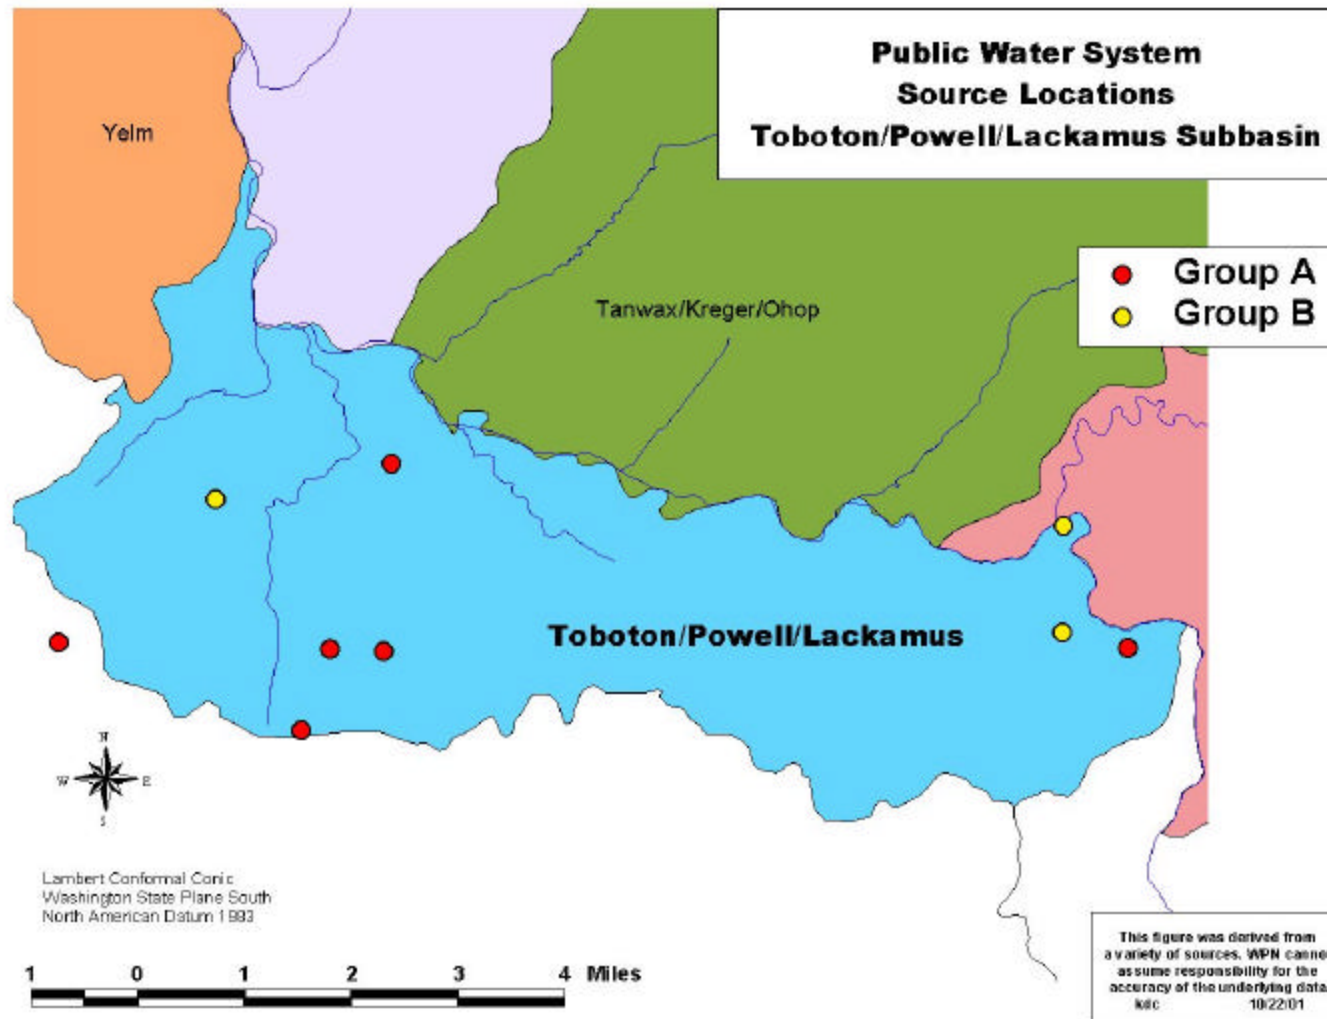 Public Water System
Source Locations
Toboton/Powell/Lackamus Subbasin
Yelm
Group A
Tanwax/Kreger/Ohop
Group B
Toboton/Powell/Lackamus
N
W E
S
Lambert Conformal Conic
Washington State Plane South
North American Datum 1983
This figure was derived from
a variety of sources. WPN canno
assume responsibility for the
accuracy of the underlying data
kdc 10/22/01
1 0 1 2 3 4 Miles